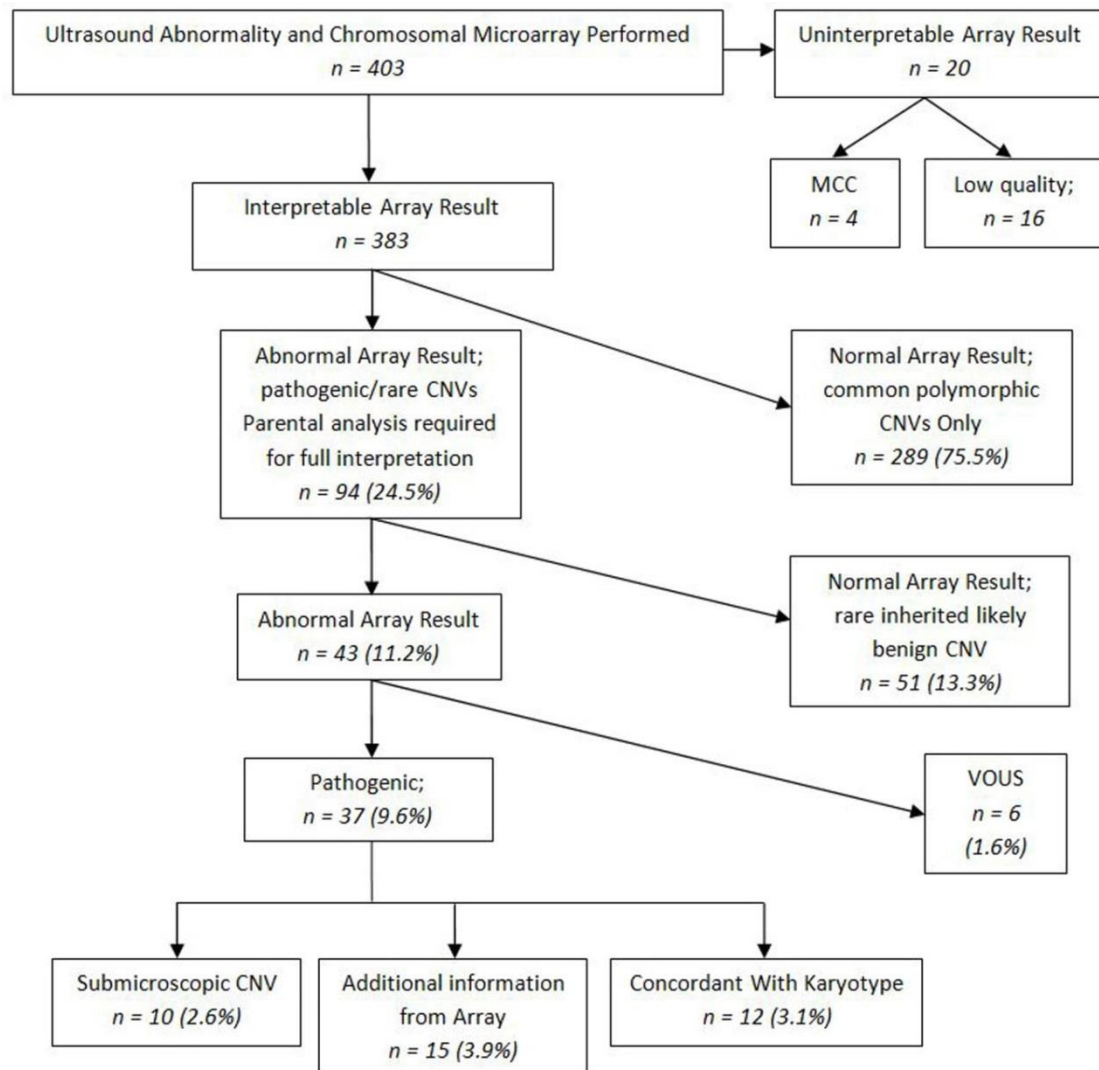 Ultrasound Abnormality and Chromosomal Microarray Performed
n = 403
Uninterpretable Array Result
n = 20
MCC
n = 4
Low quality;
n = 16
Interpretable Array Result
n = 383
Abnormal Array Result;
pathogenic/rare CNVs
Parental analysis required
for full interpretation
n = 94 (24.5%)
Normal Array Result;
common polymorphic
CNVs Only
n = 289 (75.5%)
Abnormal Array Result
n = 43 (11.2%)
Normal Array Result;
rare inherited likely
benign CNV
n = 51 (13.3%)
Pathogenic;
n = 37 (9.6%)
VOUS
n = 6
(1.6%)
Submicroscopic CNV
n = 10 (2.6%)
Additional information
from Array
n = 15 (3.9%)
Concordant With Karyotype
n = 12 (3.1%)